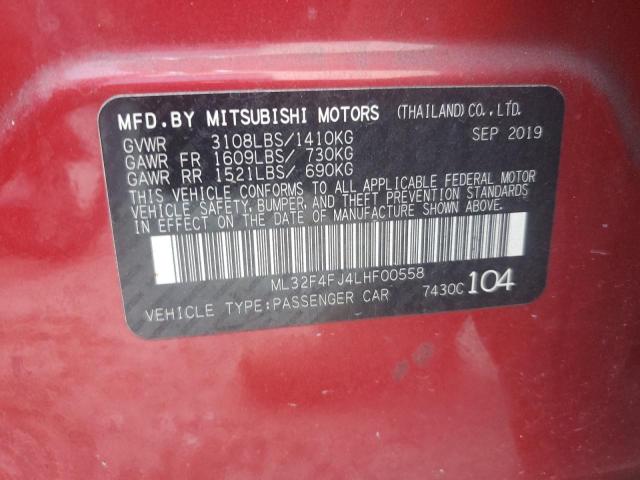 MFD.BY MITSUBISHI MOTORS (THAILAND) CO.,LTD.
GVWR 3108LBS/1410KG SEP 2019
GAWR FR 1609LBS/ 730KG
GAWR RR 1521LBS/ 690KG
THIS VEHICLE CONFORMS TO ALL APPLICABLE FEDERAL MOTOR
VEHICLE SAFETY, BUMPER, AND THEFT PREVENTION STANDARDS
IN EFFECT ON THE DATE OF MANUFACTURE SHOWN ABOVE.
ML32F4FJ4LHF00558
VEHICLE TYPE:PASSENGER CAR 7430C 104